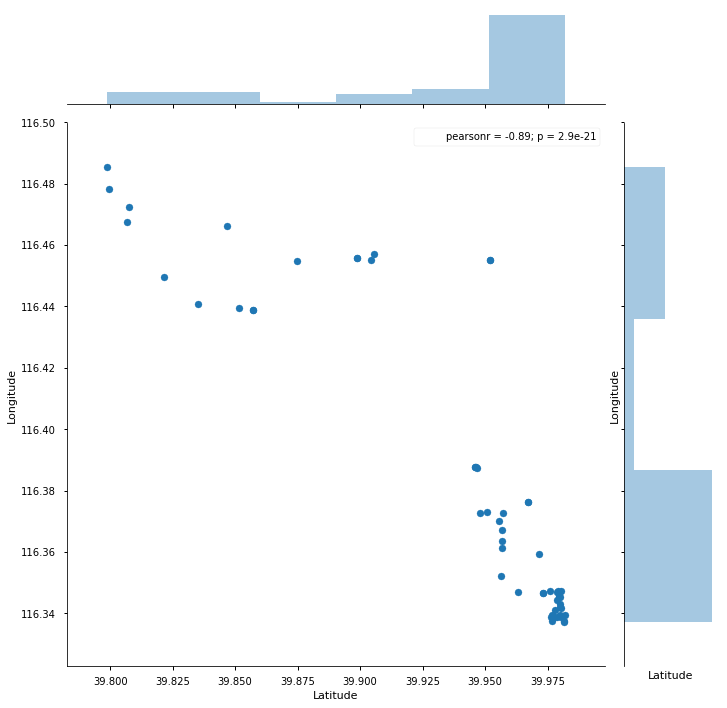 pearsonr = -0.89; p = 2.9e-21
116.50
116.48
116.46
116.44
116.42
116.40
116.38
116.36
116.34
Longitude
Longitude
39.800 39.825 39.850 39.875 39.900 39.925 39.950 39.975
Latitude
Latitude